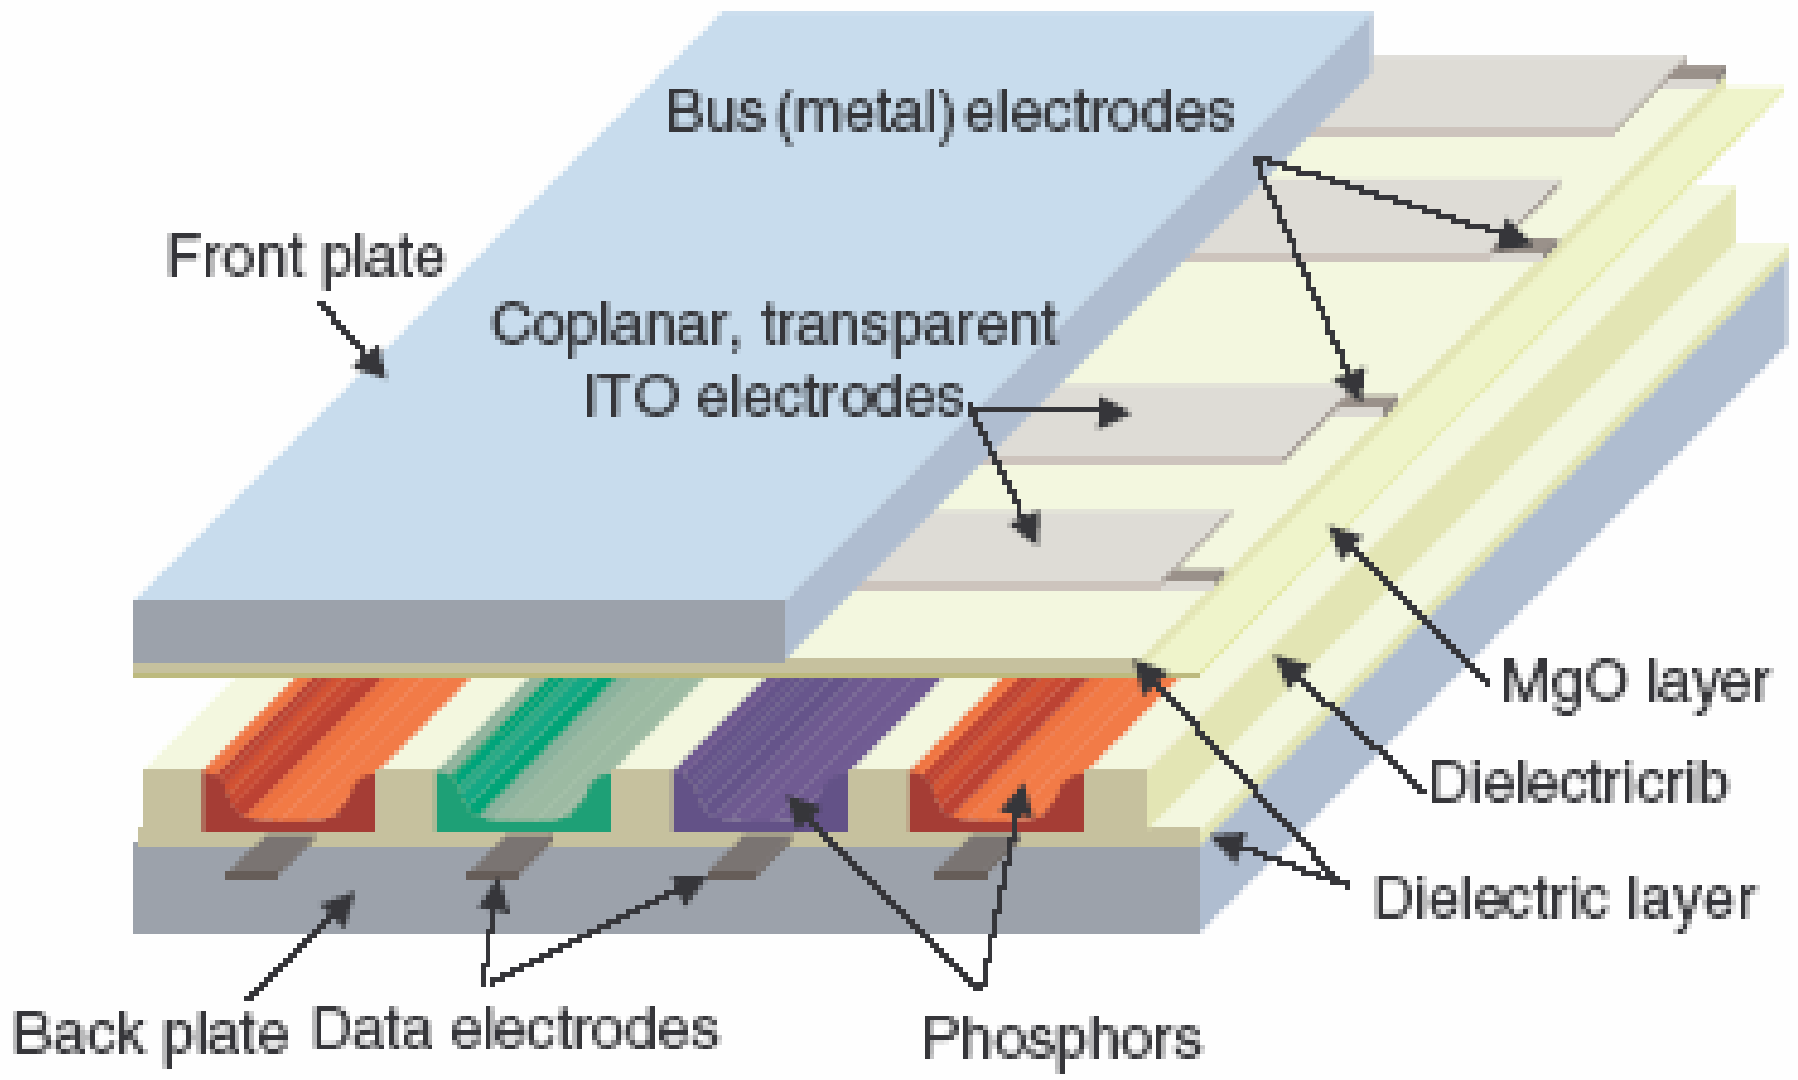 Bus (metal) electrodes
Front plate
Coplanar, transparent
ITO electrodes
MgO layer
Dielectricrib
Dielectric layer
Back plate
Data electrodes
Phosphors